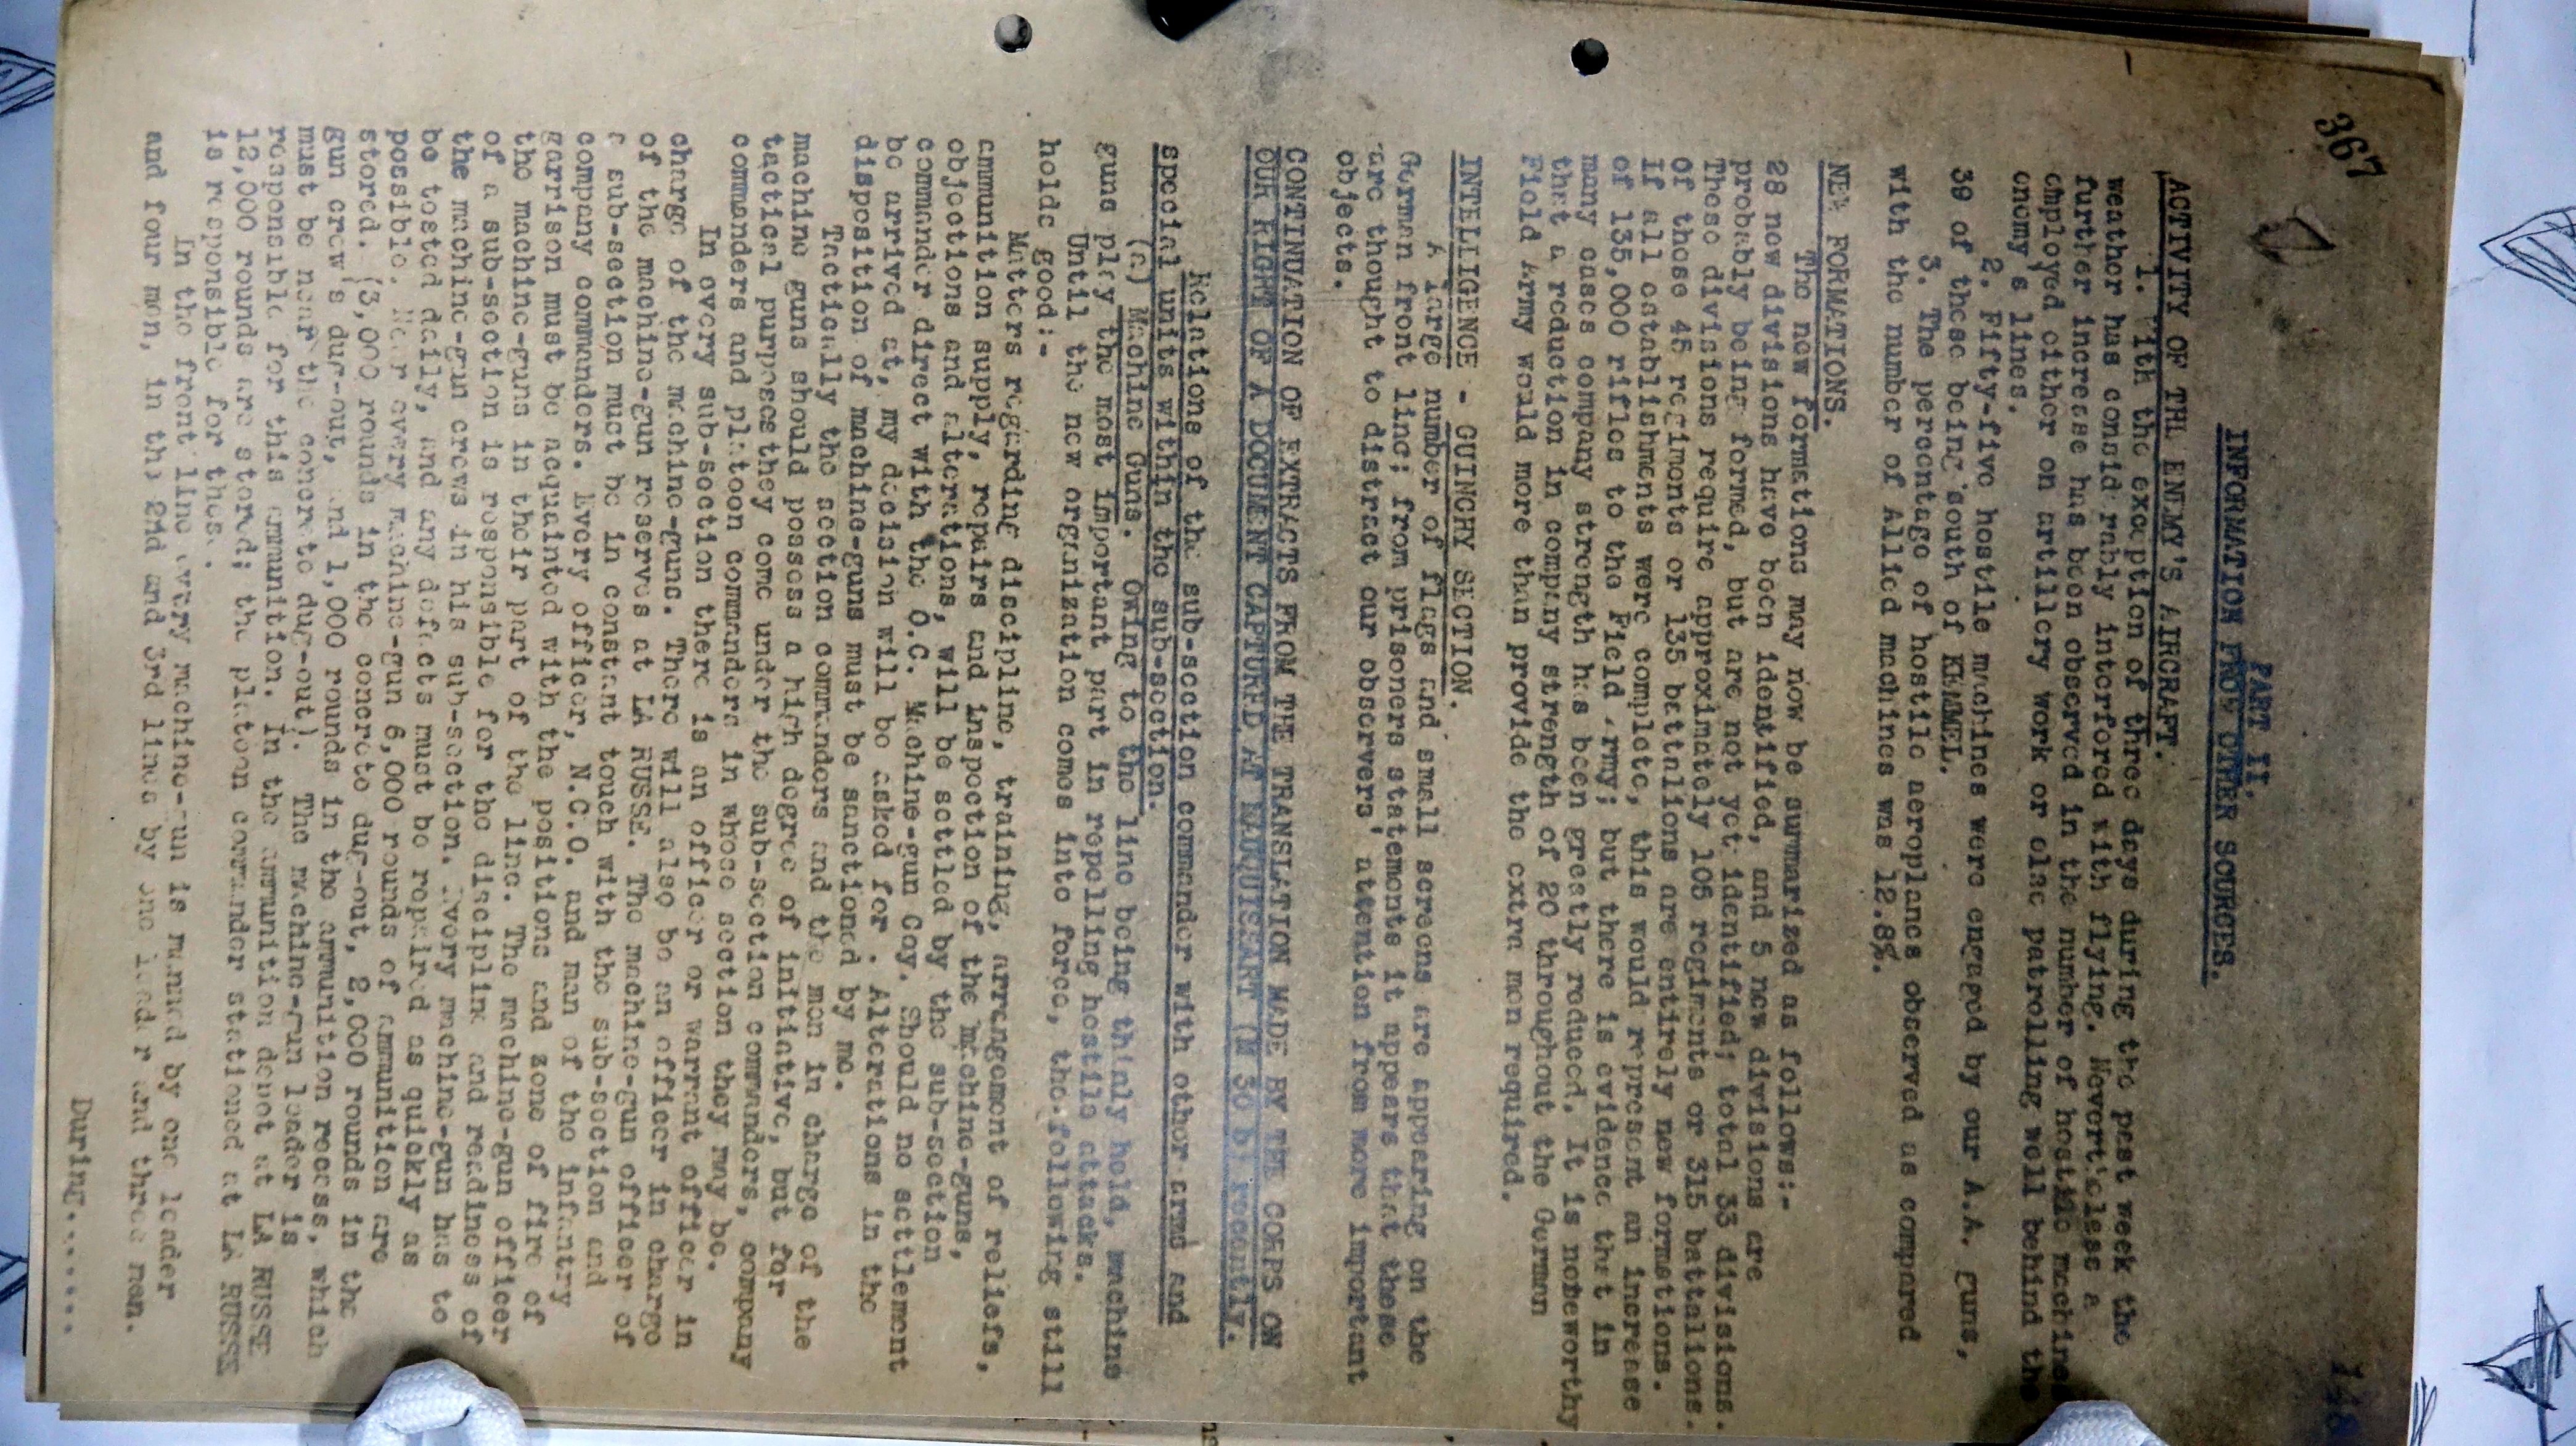 367
148
PART II.
INFORMATION FROM OTHER SOURCES.
ACTIVITY OF THE ENEMY'S AIRCRAFT.
1. With the exception of three days during the past week the
weather has considerably interfered with flying. Nevertheless a
further increase has been observed in the number of hostile machines
employed either on artillery work or else patrolling well behind the
enemy's lines.
2. Fifty-five hostile machines were engaged by our A.A. guns,
39 of these being south of KEMMEL.
3. The percentage of hostile aeroplanes observed as compared
with the number of Allied machines was 12.8%.
NEW FORMATIONS.
The new formations may now be summarized as follows:-
28 new divisions have been identified, and 5 new divisions are
probably being formed, but are not yet identified; total 33 divisions.
These divisions require approximately 105 regiments or 315 battalions.
Of these 45 regiments or 135 battalions are entirely new formations.
If all establishments were complete, this would represent an increase
of 135,000 rifles to the Field Army; but there is evidence that in
many cases company strength has been greatly reduced. It is noteworthy
that a reduction in company strength of 20 throughout the German
Field Army would more than provide the extra men required.
INTELLIGENCE - GUINCHY SECTION.
A large number of flags and small screens are appearing on the
German front line; from prisoners statements it appears that these
are thought to distract our observers' attention from more important
objects.
CONTINUATION OF EXTRACTS FROM THE TRANSLATION MADE BY THE CORPS ON
OUR RIGHT OF A DOCUMENT CAPTURED AT FAUQUISSART (M 30 b) recently.
Relations of the sub-section commander with other arms and
special units within the sub-section.
(a) Machine Guns. Owing to the line being thinly held, machine
guns play the most important part in repelling hostile attacks.
Until the new organization comes into force, the following still
holds good:-
Matters regarding discipline, training, arrangement of reliefs,
ammunition supply, repairs and inspection of the machine-guns,
objections and alterations, will be settled by the sub-section
commander direct with the O.C. Machine-gun Coy. Should no settlement
be arrived at, my decision will be asked for. Alterations in the
disposition of machine-guns must be sanctioned by me.
Tactically the section commanders and the men in charge of the
machine guns should possess a high degree of initiative, but for
tactical purposes they come under the sub-section commanders, company
commanders and platoon commanders in whose section they may be.
In every sub-section there is an officer or warrant officer in
charge of the machine-guns. There will also be an officer in charge
of the machine-gun reserves at LA RUSSE. The machine-gun officer of
a sub-section must be in constant touch with the sub-section and
company commanders. Every officer, N.C.O. and man of the infantry
garrison must be acquainted with the positions and zone of fire of
the machine-guns in their part of the line. The machine-gun officer
of a sub-section is responsible for the discipline and readiness of
the machine-gun crews in his sub-section. Every machine-gun has to
be tested daily, and any defects must be repaired as quickly as
possible. Near every machine-gun 6,000 rounds of ammunition are
stored. (3,000 rounds in the concrete dug-out, 2,000 rounds in the
gun crew's dug-out, and 1,000 rounds in the ammunition recess, which
must be near the concrete dug-out). The machine-gun leader is
responsible for this ammunition. In the ammunition depot at LA RUSSE
12,000 rounds are stored; the platoon commander stationed at LA RUSSE
is responsible for these.
In the front line every machine-gun is manned by one leader
and four men, in the 2nd and 3rd lines by one leader and three men.
During.......